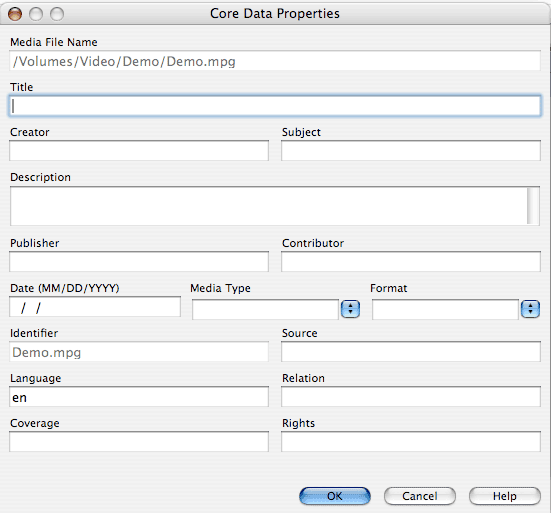 Core Data Properties
Media File Name
/Volumes/Video/Demo/Demo.mpg
Title
Creator Subject
Description
Publisher Contributor
Date (MM/DD/YYYY) Media Type Format
/ /
Identifier Source
Demo.mpg
Language Relation
en
Coverage Rights
OK Cancel Help